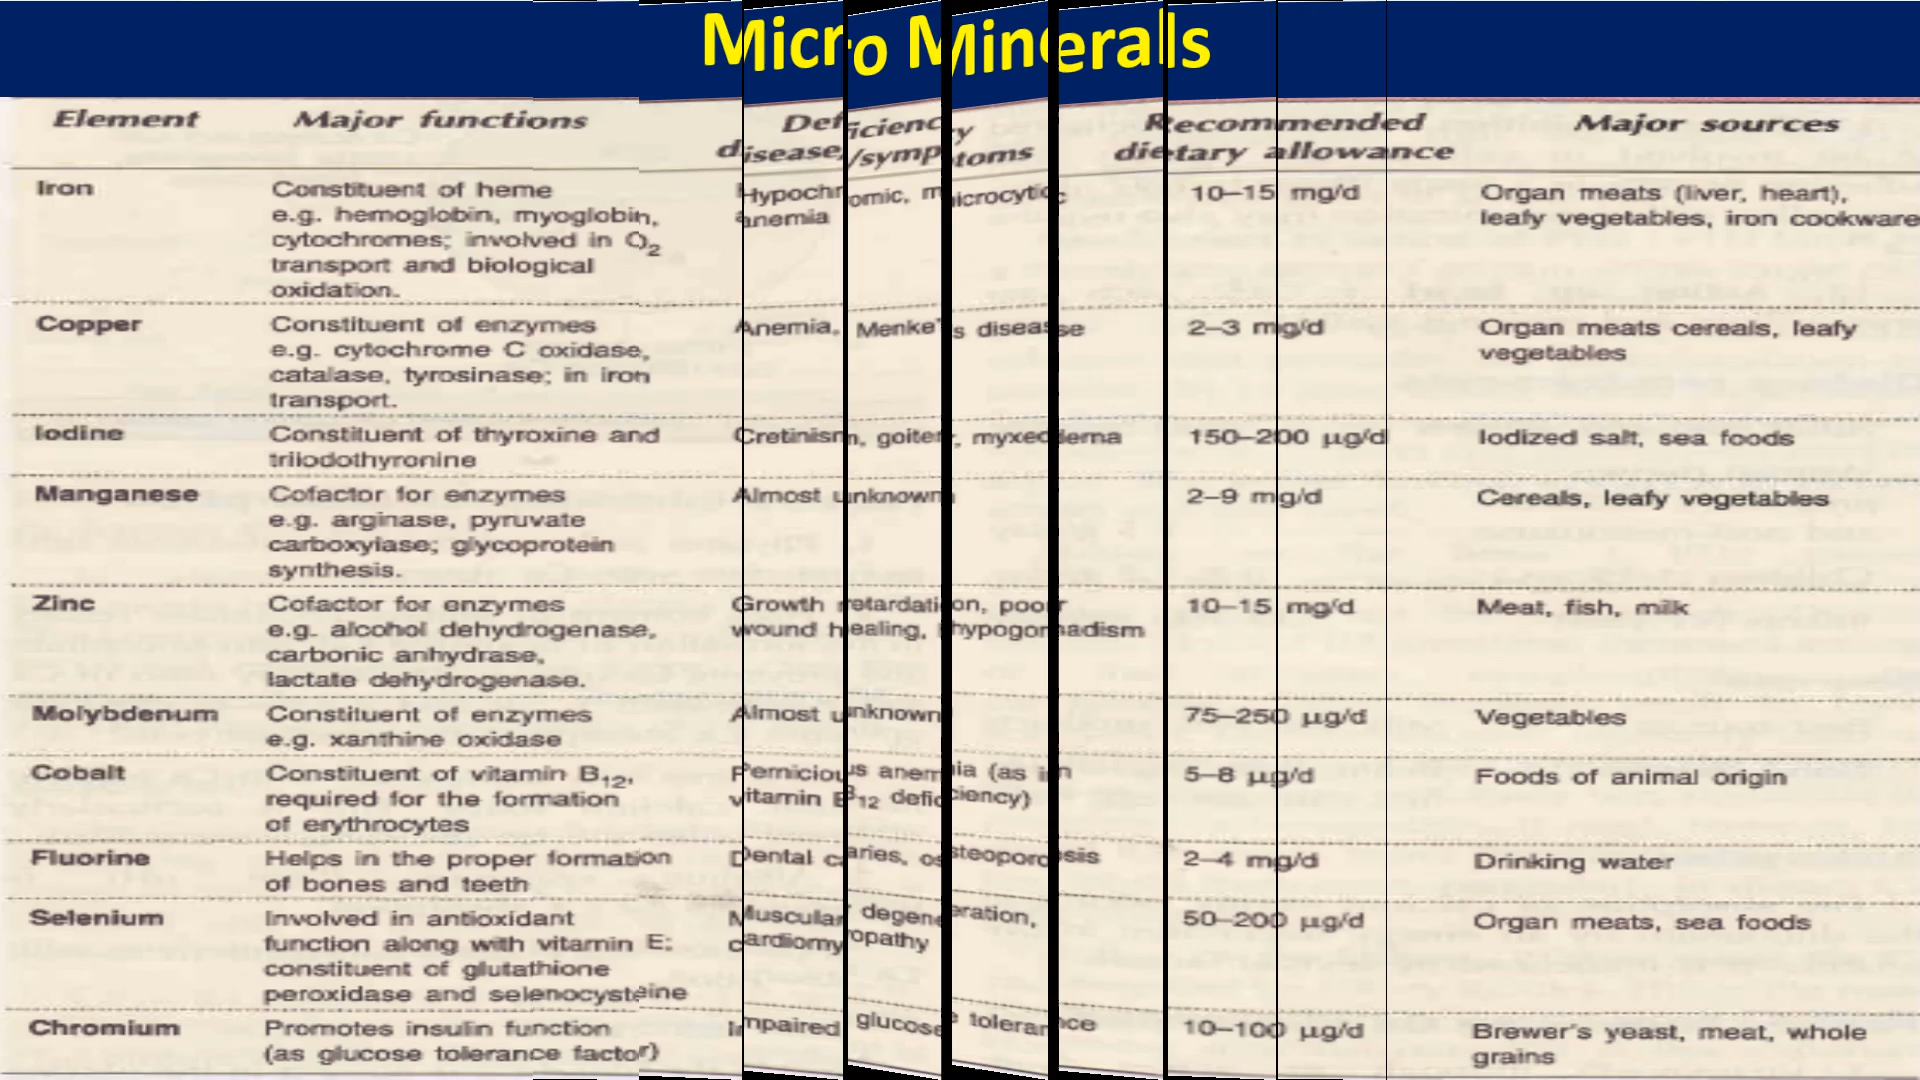 Micro Minerals
Element Major functions Deficiency disease/symptoms Recommended dietary allowance Major sources
Iron Constituent of heme Hypochromic, microcytic 10–15 mg/d Organ meats (liver, heart),
e.g. hemoglobin, myoglobin, anemia leafy vegetables, iron cookware
cytochromes; involved in O2
transport and biological
oxidation.
Copper Constituent of enzymes Anemia, Menke's disease 2–3 mg/d Organ meats cereals, leafy
e.g. cytochrome C oxidase, vegetables
catalase, tyrosinase; in iron
transport.
Iodine Constituent of thyroxine and Cretinism, goiter, myxedema 150–200 µg/d Iodized salt, sea foods
triiodothyronine
Manganese Cofactor for enzymes Almost unknown 2–9 mg/d Cereals, leafy vegetables
e.g. arginase, pyruvate
carboxylase; glycoprotein
synthesis.
Zinc Cofactor for enzymes Growth retardation, poor 10–15 mg/d Meat, fish, milk
e.g. alcohol dehydrogenase, wound healing, hypogonadism
carbonic anhydrase,
lactate dehydrogenase.
Molybdenum Constituent of enzymes Almost unknown 75–250 µg/d Vegetables
e.g. xanthine oxidase
Cobalt Constituent of vitamin B12, Pernicious anemia (as in 5–8 µg/d Foods of animal origin
required for the formation vitamin B12 deficiency)
of erythrocytes
Fluorine Helps in the proper formation Dental caries, osteoporosis 2–4 mg/d Drinking water
of bones and teeth
Selenium Involved in antioxidant Muscular degeneration, 50–200 µg/d Organ meats, sea foods
function along with vitamin E; cardiomyopathy
constituent of glutathione
peroxidase and selenocysteine
Chromium Promotes insulin function Impaired glucose tolerance 10–100 µg/d Brewer's yeast, meat, whole
(as glucose tolerance factor) grains